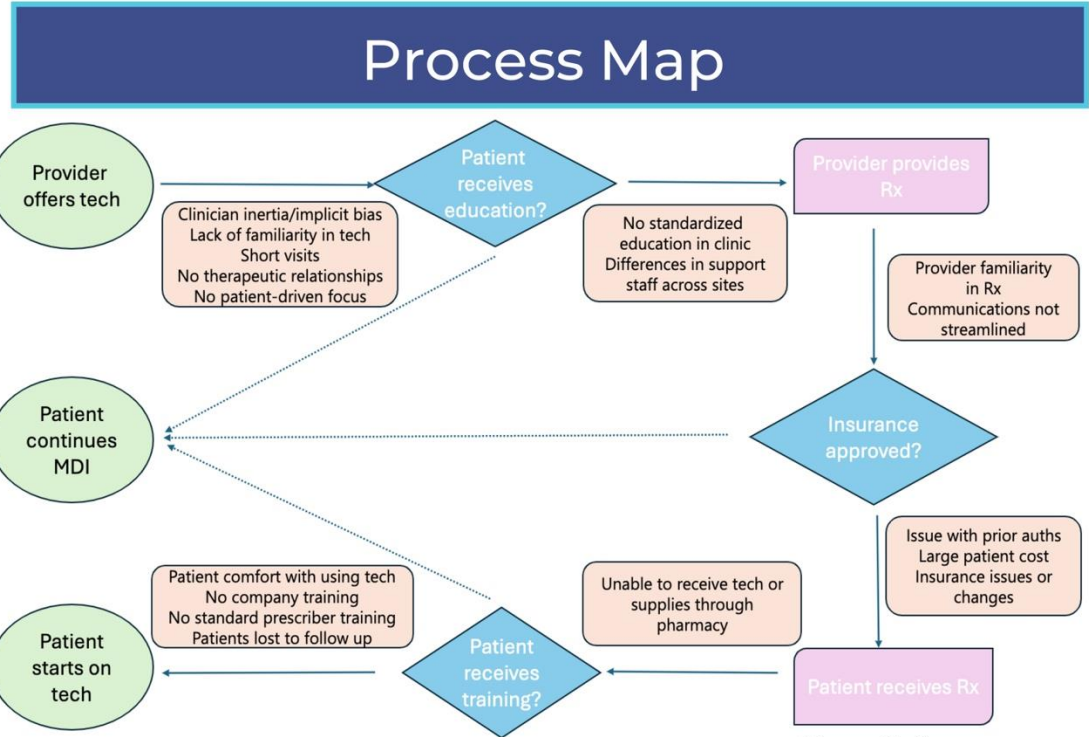 Process Map
Provider
offers tech
Patient
receives
education?
Provider provides
Rx
Clinician inertia/implicit bias
Lack of familiarity in tech
Short visits
No therapeutic relationships
No patient-driven focus
No standardized
education in clinic
Differences in support
staff across sites
Provider familiarity
in Rx
Communications not
streamlined
Patient
continues
MDI
Insurance
approved?
Issue with prior auths
Large patient cost
Insurance issues or
changes
Patient comfort with using tech
No company training
No standard prescriber training
Patients lost to follow up
Unable to receive tech or
supplies through
pharmacy
Patient
starts on
tech
Patient
receives
training?
Patient receives Rx